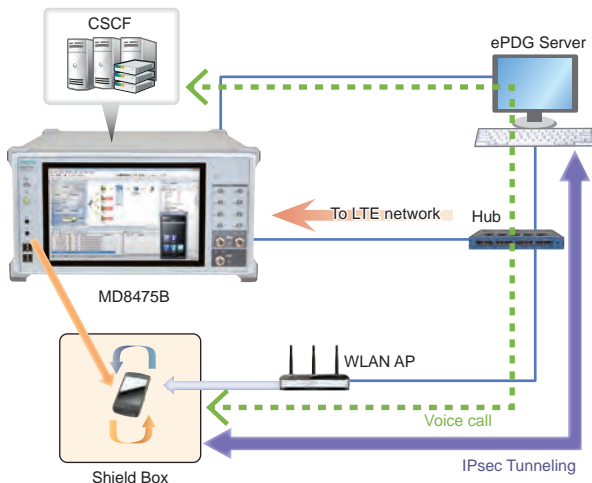 CSCF
ePDG Server
To LTE network
Hub
MD8475B
WLAN AP
Voice call
IPsec Tunneling
Shield Box